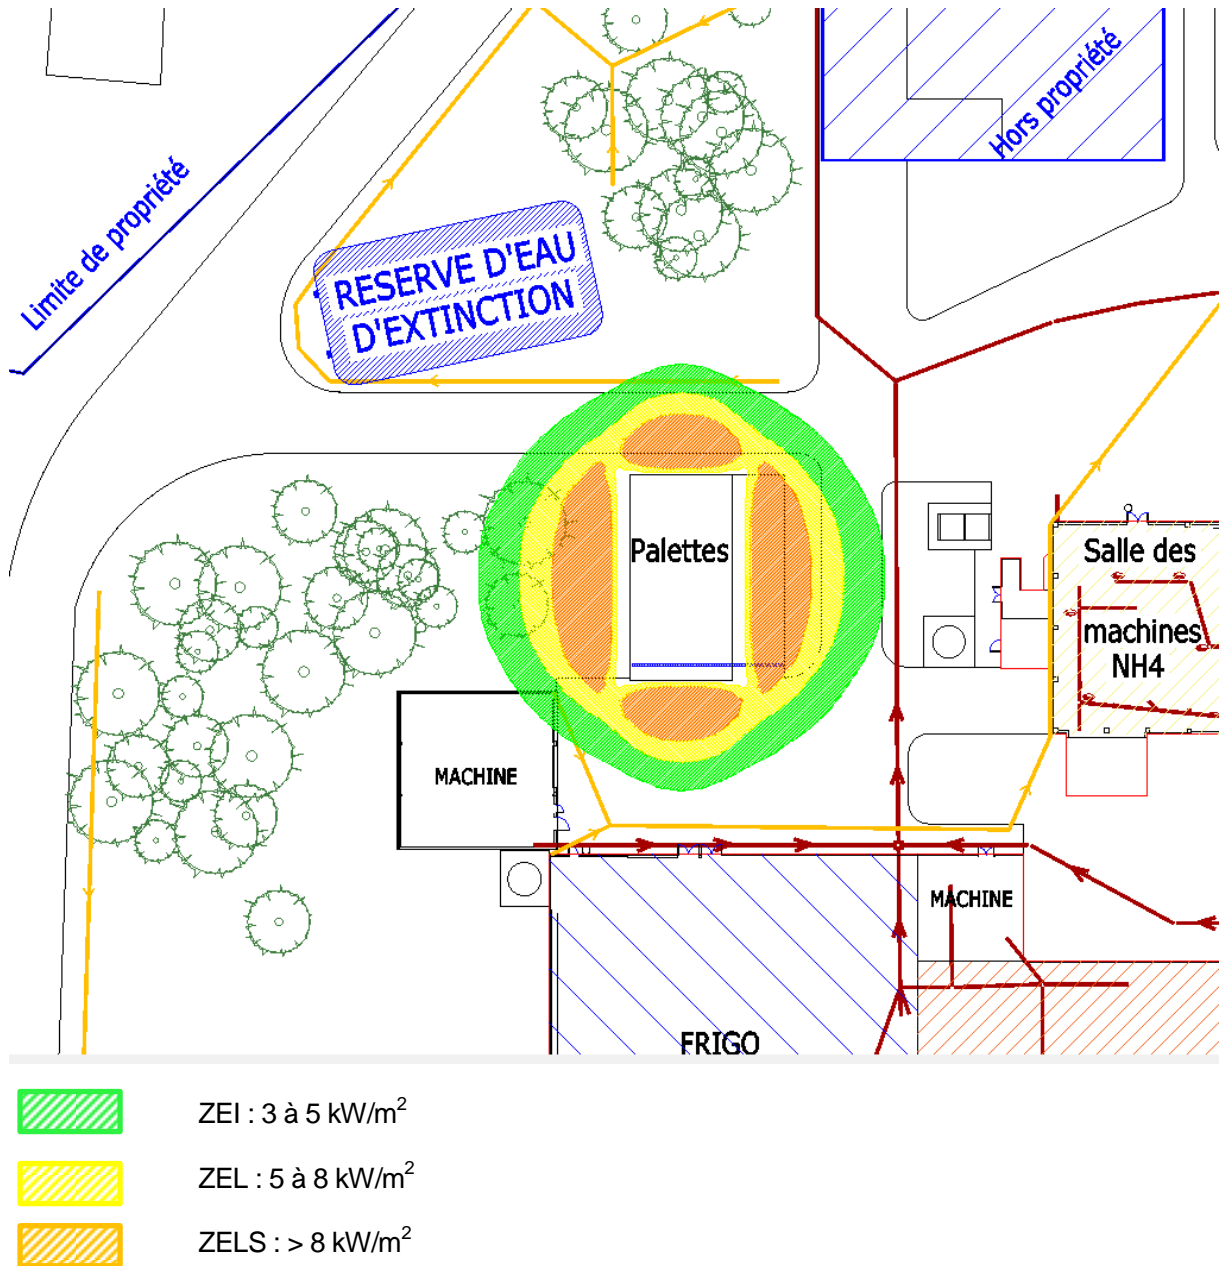 Limite de propriété
Hors propriété
RESERVE D'EAU
D'EXTINCTION
Palettes
Salle des
machines
NH4
MACHINE
MACHINE
FRIGO
ZEI : 3 à 5 kW/m²
ZEL : 5 à 8 kW/m²
ZELS : > 8 kW/m²